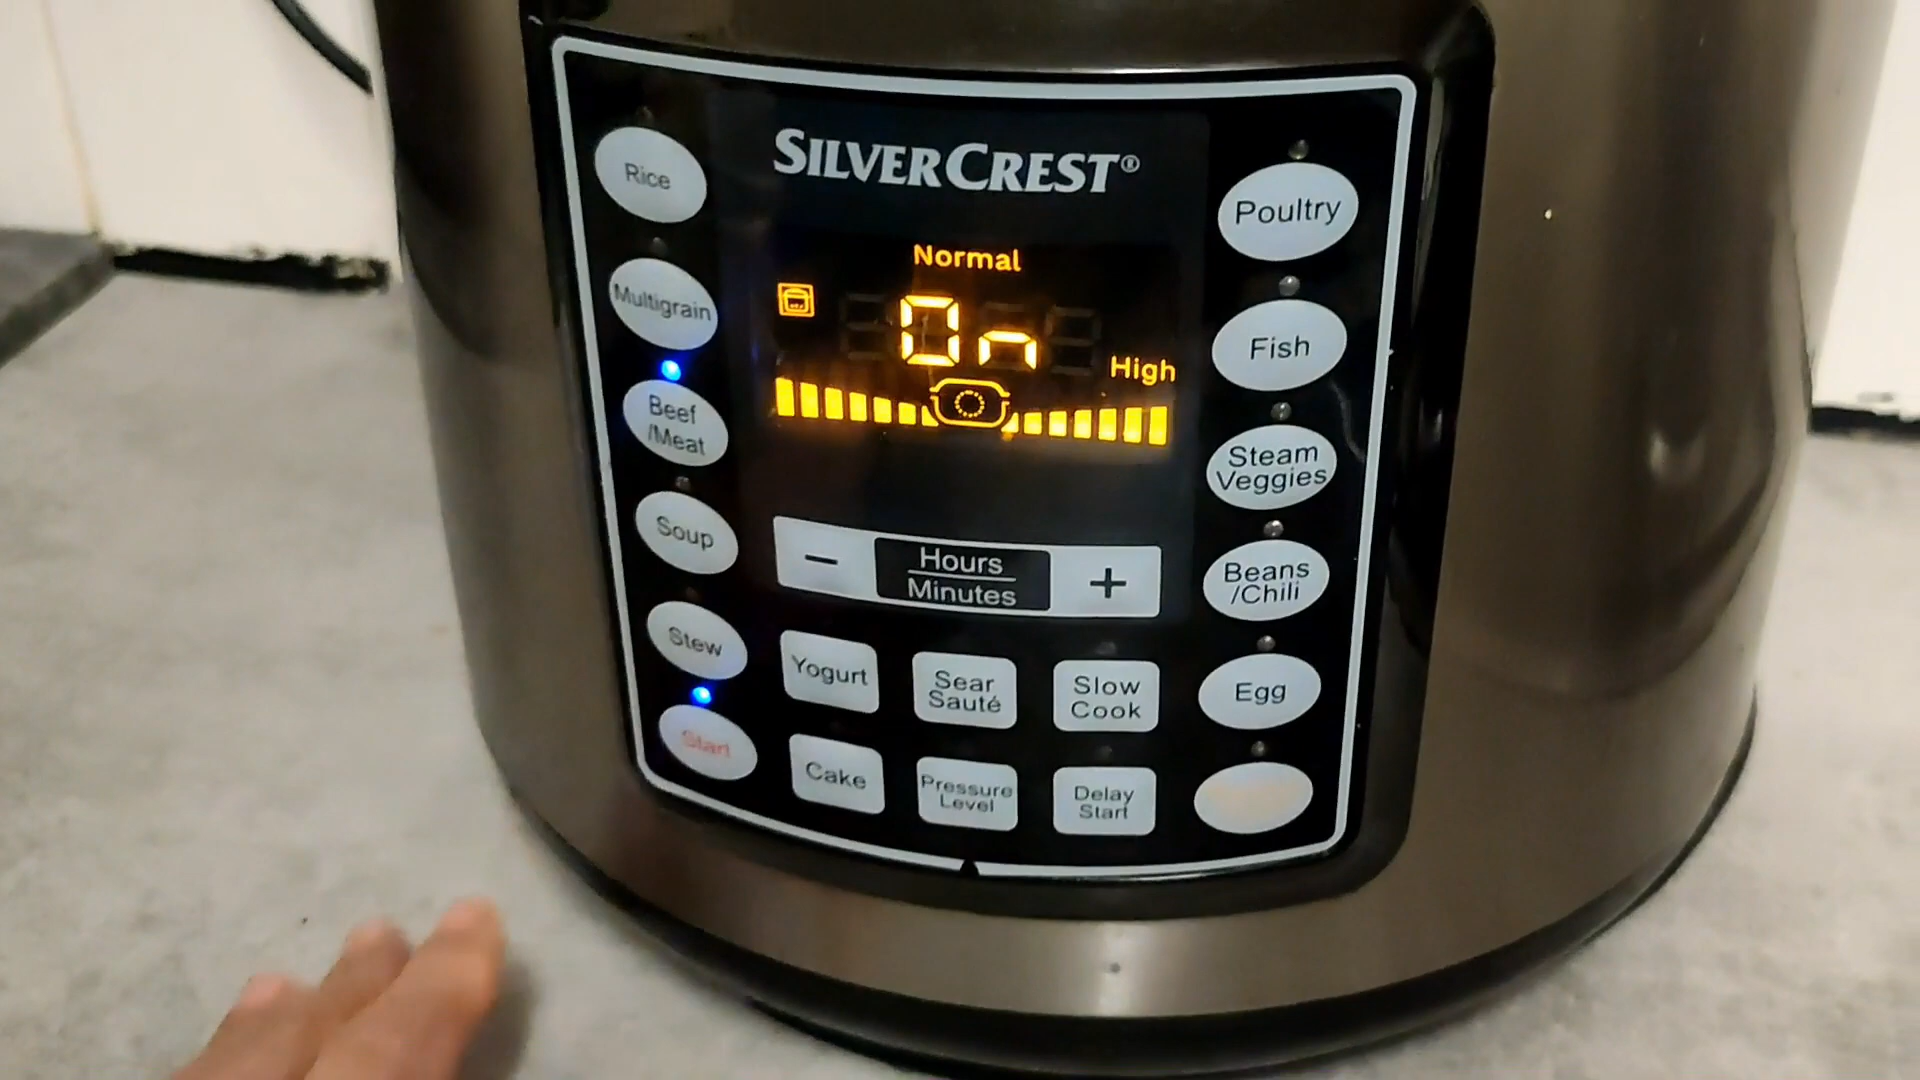 SILVERCREST®
Normal
On
High
Rice
Multigrain
Beef
/Meat
Soup
Stew
Start
Hours
Minutes
− +
Yogurt
Sear
Sauté
Slow
Cook
Cake
Pressure
Level
Delay
Start
Poultry
Fish
Steam
Veggies
Beans
/Chili
Egg